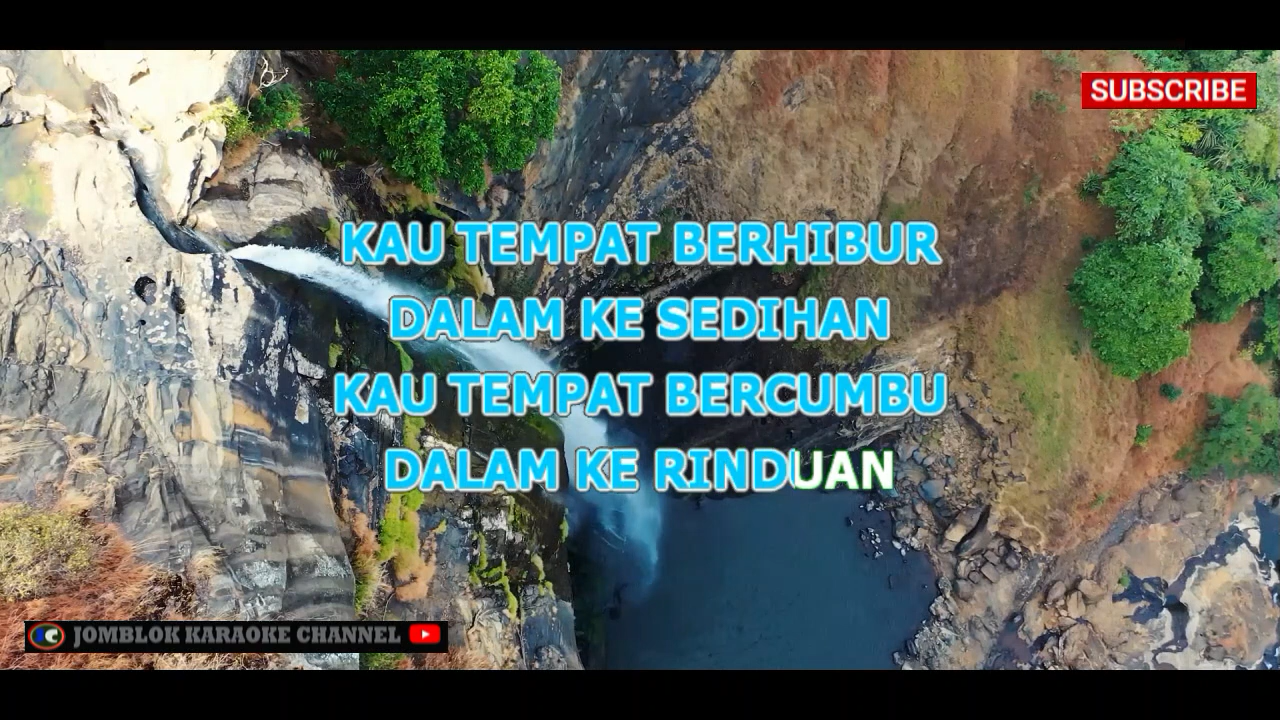 SUBSCRIBE
KAU TEMPAT BERHIBUR
DALAM KE SEDIHAN
KAU TEMPAT BERCUMBU
DALAM KE RINDUAN
JOMBLOK KARAOKE CHANNEL